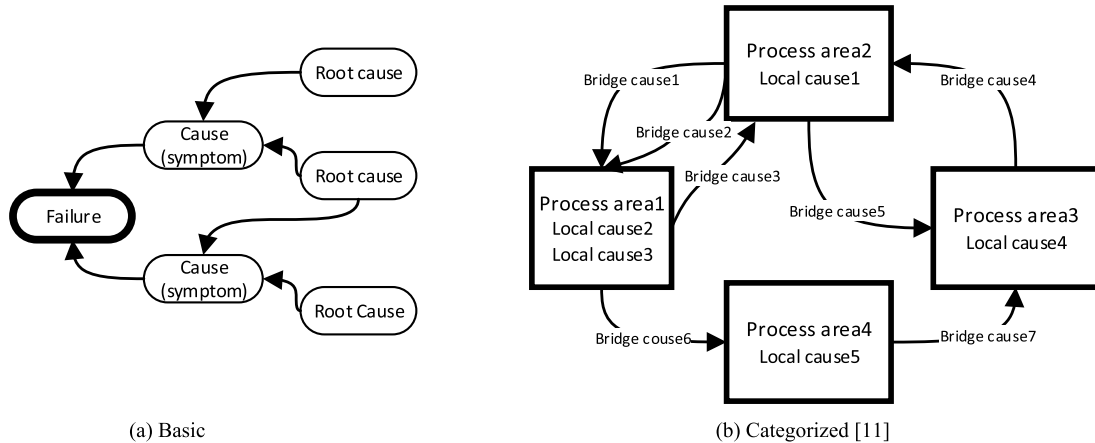 Root cause
Cause
(symptom)
Root cause
Failure
Cause
(symptom)
Root Cause
(a) Basic
Process area2
Local cause1
Bridge cause1
Bridge cause4
Bridge cause2
Bridge cause3
Process area1
Local cause2
Local cause3
Bridge cause5
Process area3
Local cause4
Process area4
Local cause5
Bridge couse6
Bridge cause7
(b) Categorized [11]